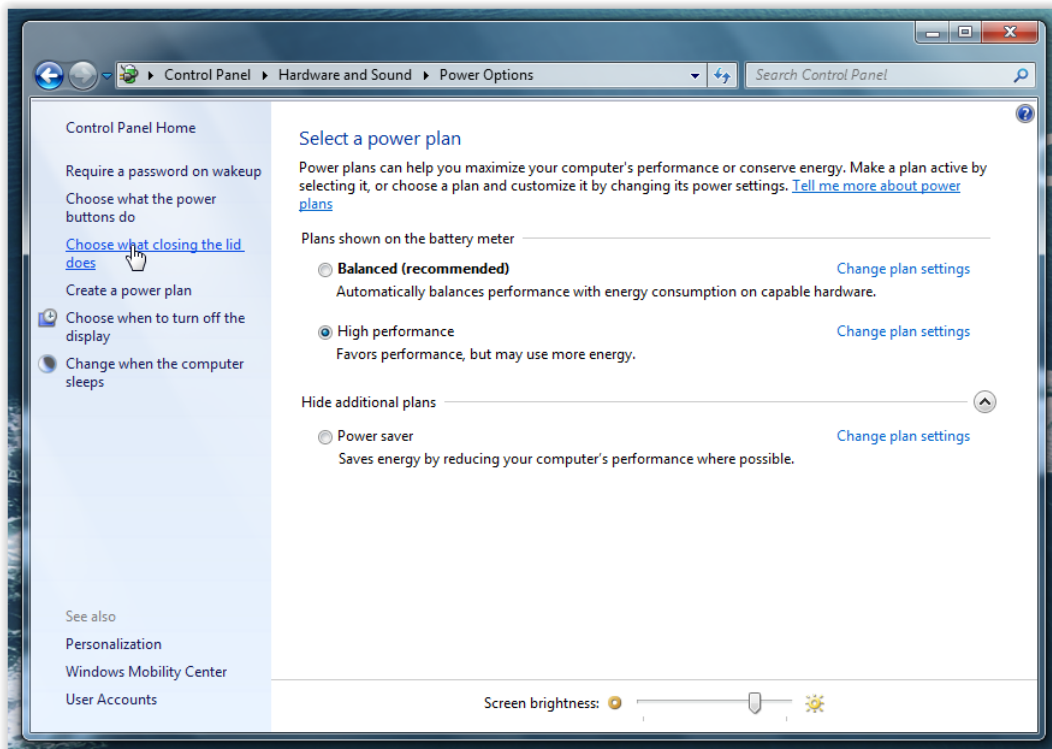 Control Panel Hardware and Sound Power Options
Search Control Panel
Control Panel Home
Require a password on wakeup
Choose what the power
buttons do
Choose what closing the lid
does
Create a power plan
Choose when to turn off the
display
Change when the computer
sleeps
See also
Personalization
Windows Mobility Center
User Accounts
Select a power plan
Power plans can help you maximize your computer's performance or conserve energy. Make a plan active by
selecting it, or choose a plan and customize it by changing its power settings. Tell me more about power
plans
Plans shown on the battery meter
Balanced (recommended) Change plan settings
Automatically balances performance with energy consumption on capable hardware.
High performance Change plan settings
Favors performance, but may use more energy.
Hide additional plans
Power saver Change plan settings
Saves energy by reducing your computer's performance where possible.
Screen brightness: